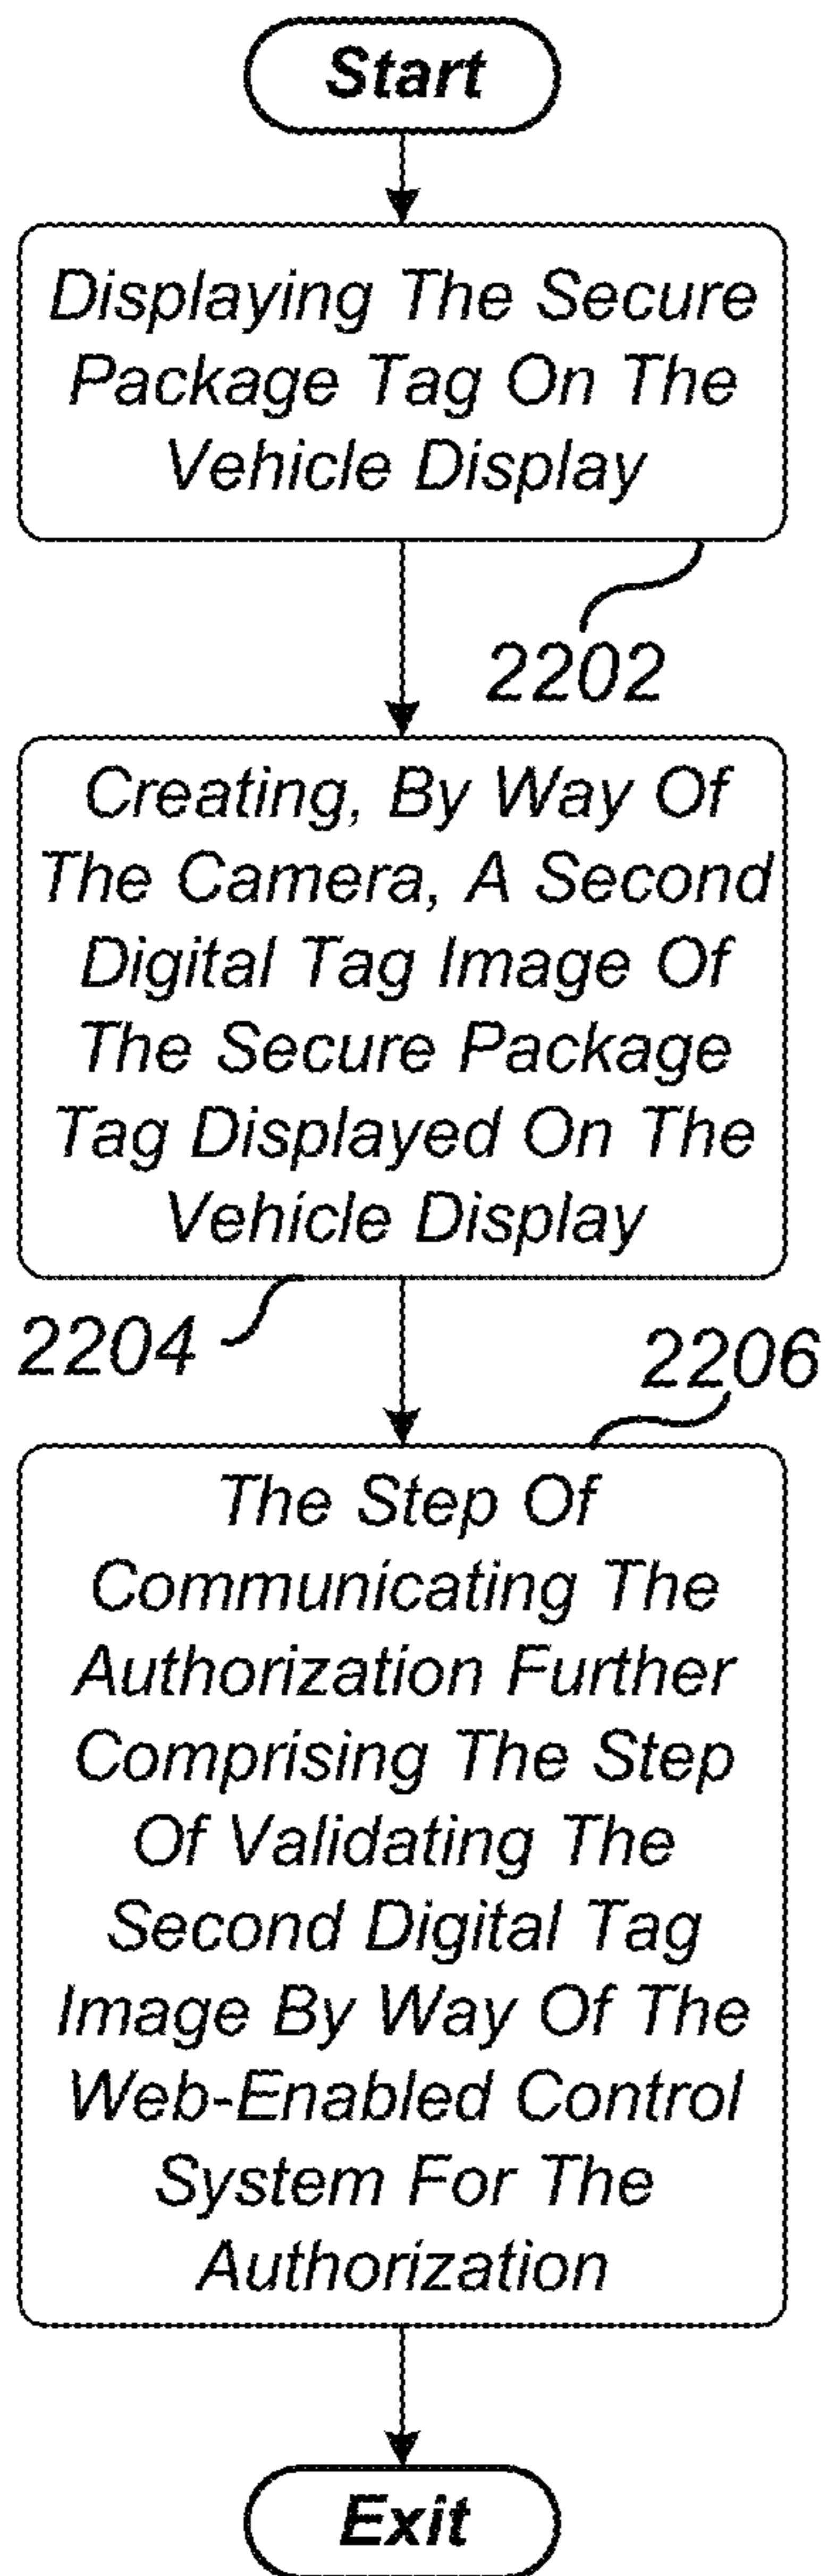 Start
Displaying The Secure
Package Tag On The
Vehicle Display
2202
Creating, By Way Of
The Camera, A Second
Digital Tag Image Of
The Secure Package
Tag Displayed On The
Vehicle Display
2204
2206
The Step Of
Communicating The
Authorization Further
Comprising The Step
Of Validating The
Second Digital Tag
Image By Way Of The
Web-Enabled Control
System For The
Authorization
Exit